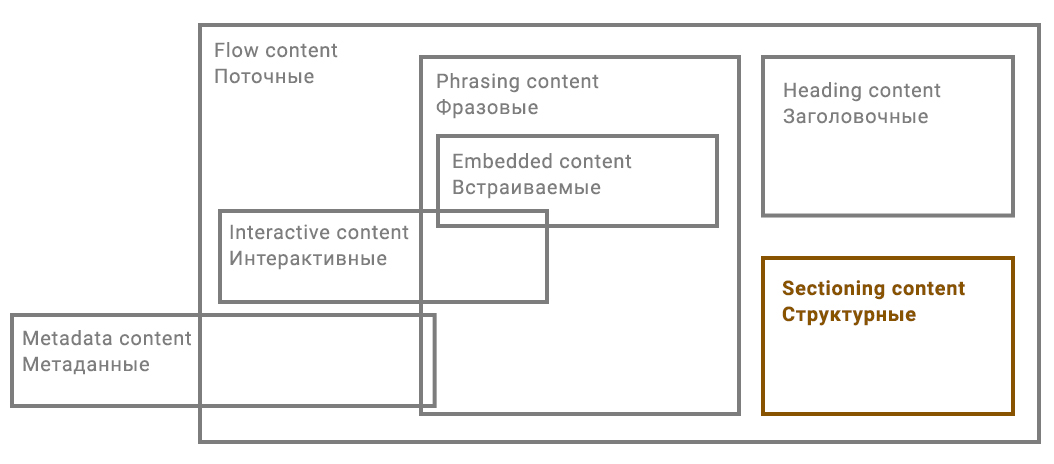 Flow content
Поточные
Phrasing content
Фразовые
Heading content
Заголовочные
Embedded content
Встраиваемые
Interactive content
Интерактивные
Sectioning content
Структурные
Metadata content
Метаданные